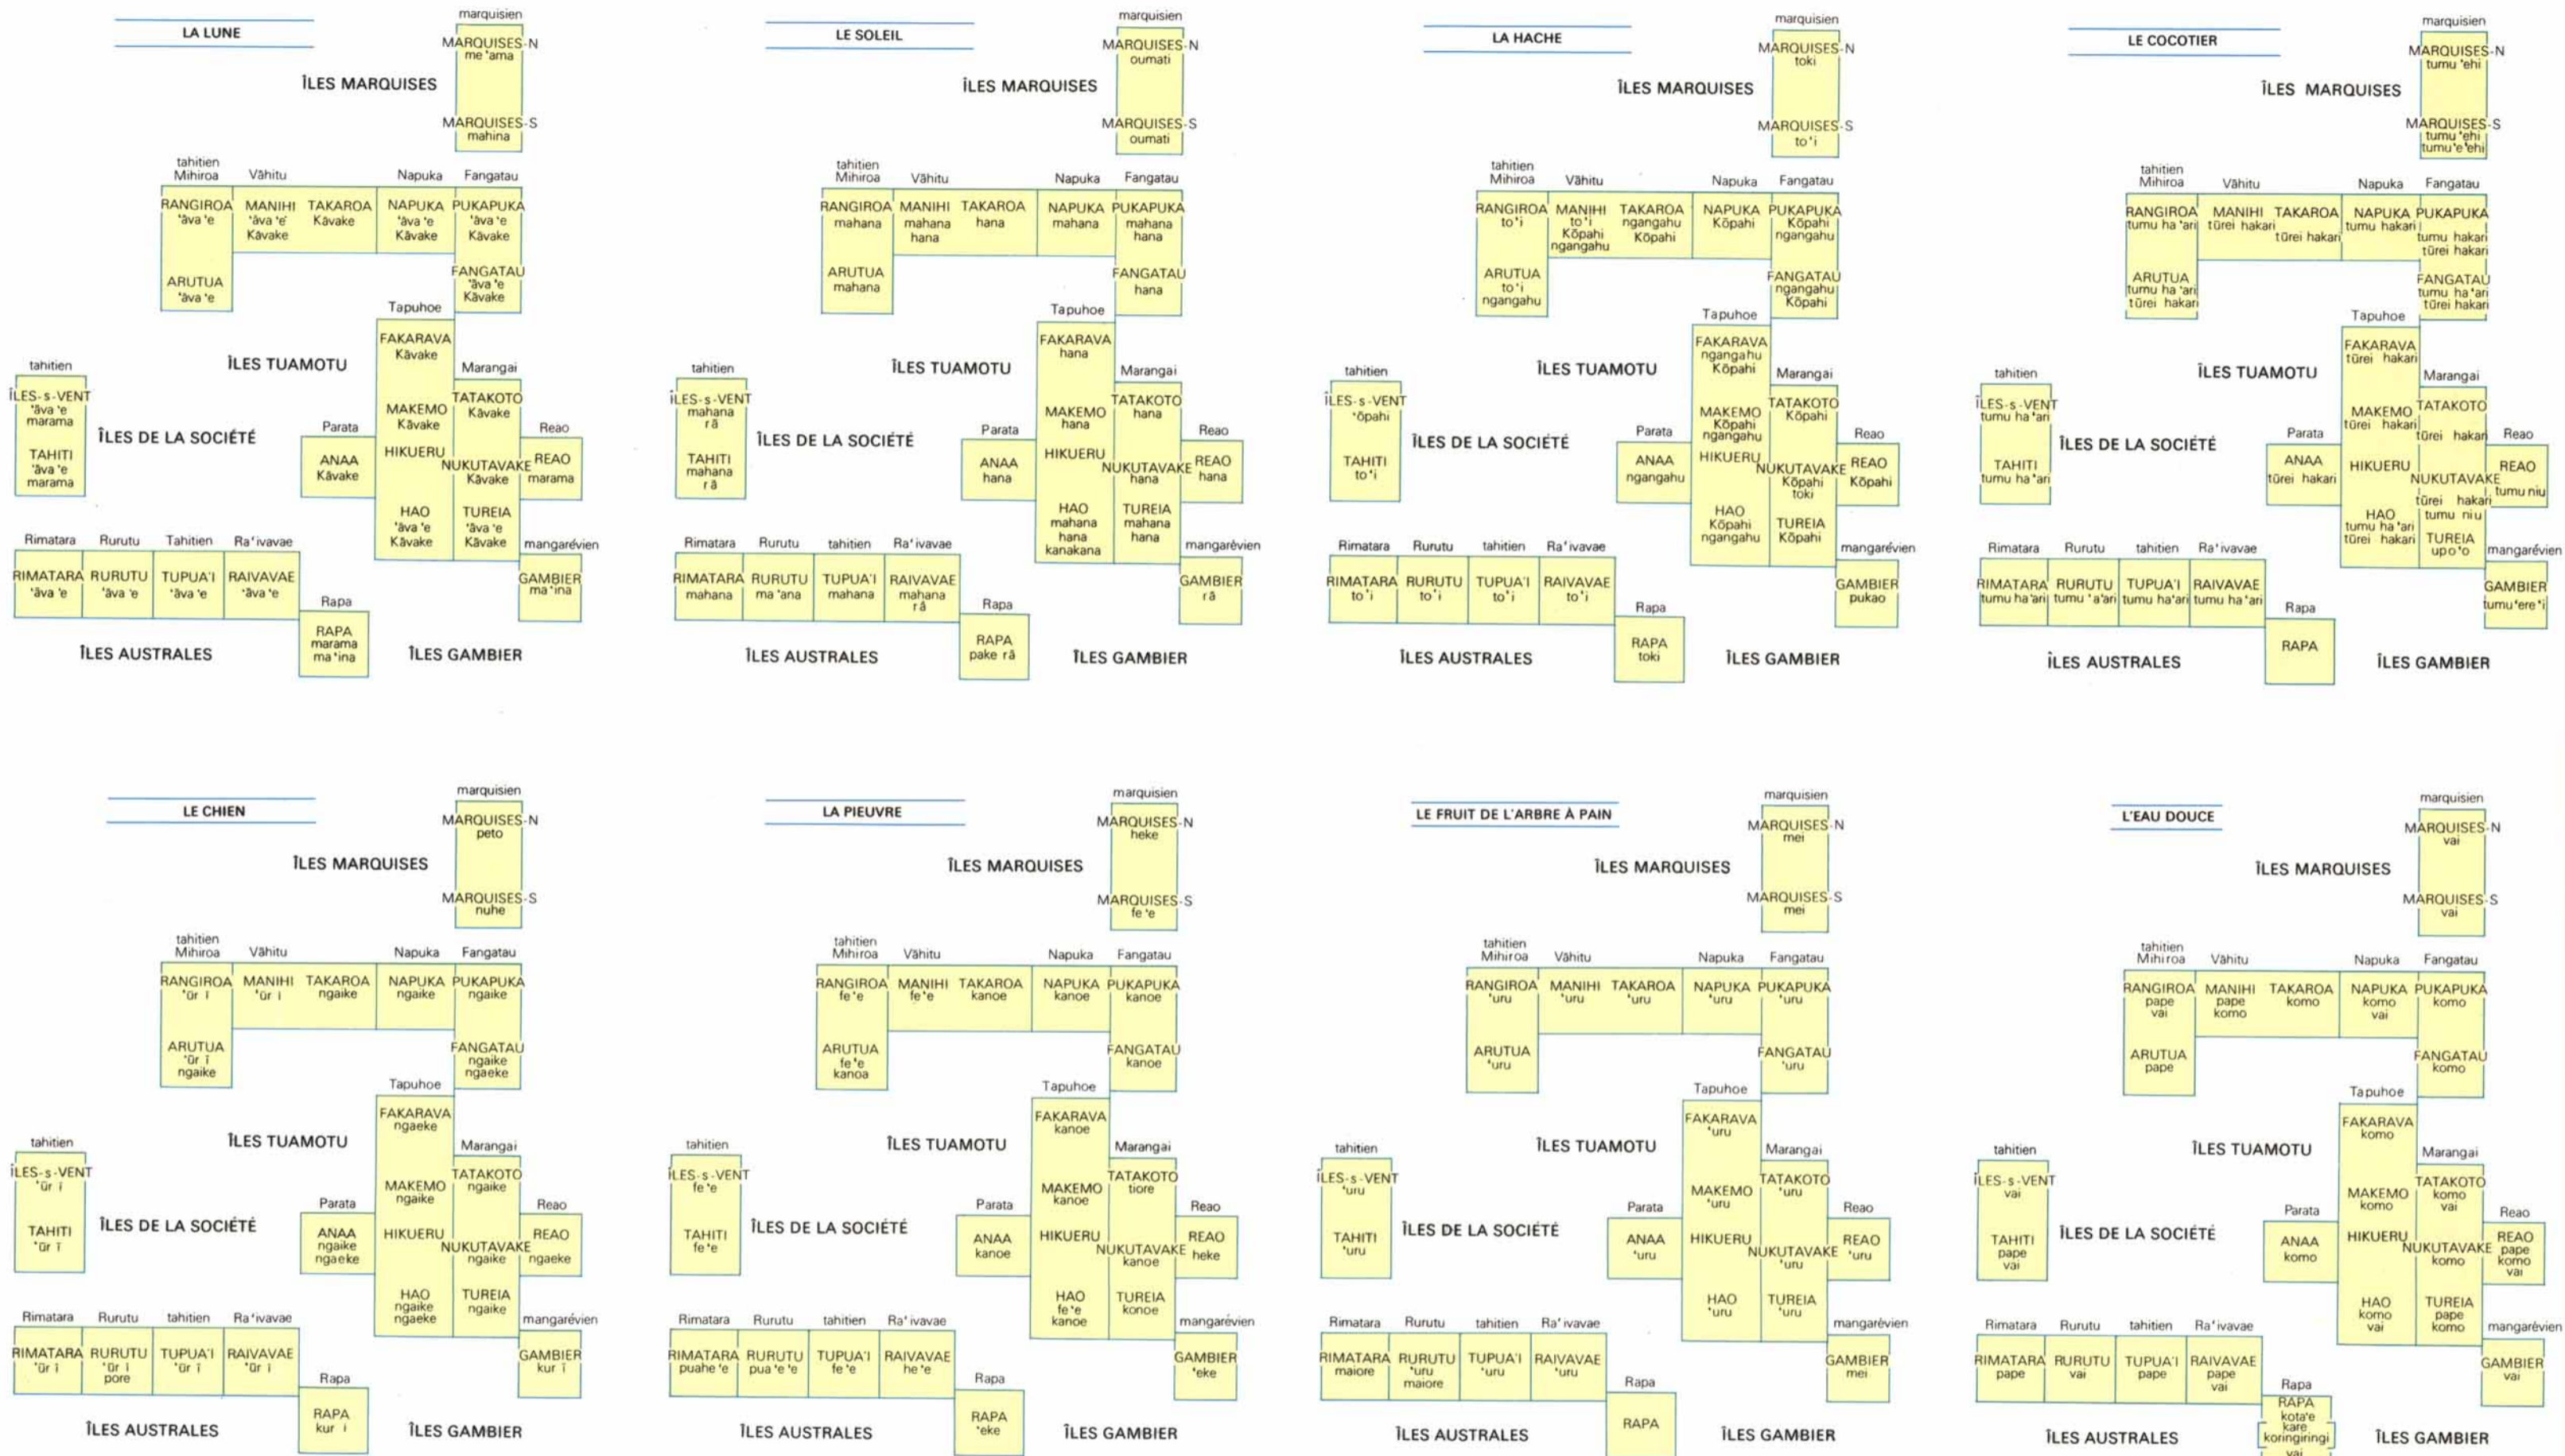 LA LUNE
marquisien
MARQUISES-N
me 'ama
ÎLES MARQUISES
MARQUISES-S
mahina
tahitien
Mihiroa
Vāhitu
Napuka
Fangatau
RANGIROA
'āva 'e
MANIHI
'āva 'e
Kāvake
TAKAROA
Kāvake
NAPUKA
'āva 'e
Kāvake
PUKAPUKA
'āva 'e
Kāvake
ARUTUA
'āva 'e
FANGATAU
'āva 'e
Kāvake
Tapuhoe
FAKARAVA
Kāvake
ÎLES TUAMOTU
Marangai
tahitien
ÎLES-s-VENT
'āva 'e
marama
TAHITI
'āva 'e
marama
ÎLES DE LA SOCIÉTÉ
Parata
ANAA
Kāvake
MAKEMO
Kāvake
TATAKOTO
Kāvake
HIKUERU
NUKUTAVAKE
Kāvake
Reao
REAO
marama
HAO
'āva 'e
Kāvake
TUREIA
'āva 'e
Kāvake
Rimatara
Rurutu
Tahitien
Ra'ivavae
mangarévien
RIMATARA
'āva 'e
RURUTU
'āva 'e
TUPUA'I
'āva 'e
RAIVAVAE
'āva 'e
GAMBIER
ma'ina
Rapa
RAPA
marama
ma'ina
ÎLES AUSTRALES
ÎLES GAMBIER
LE SOLEIL
marquisien
MARQUISES-N
oumati
ÎLES MARQUISES
MARQUISES-S
oumati
tahitien
Mihiroa
Vāhitu
Napuka
Fangatau
RANGIROA
mahana
MANIHI
mahana
hana
TAKAROA
hana
NAPUKA
mahana
PUKAPUKA
mahana
hana
ARUTUA
mahana
FANGATAU
hana
Tapuhoe
FAKARAVA
hana
ÎLES TUAMOTU
Marangai
tahitien
ÎLES-s-VENT
mahana
rā
TAHITI
mahana
rā
ÎLES DE LA SOCIÉTÉ
Parata
ANAA
hana
MAKEMO
hana
TATAKOTO
hana
HIKUERU
NUKUTAVAKE
hana
Reao
REAO
hana
HAO
mahana
hana
kanakana
TUREIA
mahana
hana
Rimatara
Rurutu
tahitien
Ra'ivavae
mangarévien
RIMATARA
mahana
RURUTU
ma'ana
TUPUA'I
mahana
RAIVAVAE
mahana
rā
GAMBIER
rā
Rapa
RAPA
pake rā
ÎLES AUSTRALES
ÎLES GAMBIER
LA HACHE
marquisien
MARQUISES-N
toki
ÎLES MARQUISES
MARQUISES-S
to'i
tahitien
Mihiroa
Vāhitu
Napuka
Fangatau
RANGIROA
to'i
MANIHI
to'i
Kōpahi
ngangahu
TAKAROA
ngangahu
Kōpahi
NAPUKA
Kōpahi
PUKAPUKA
Kōpahi
ngangahu
ARUTUA
to'i
ngangahu
FANGATAU
ngangahu
Kōpahi
Tapuhoe
FAKARAVA
ngangahu
Kōpahi
ÎLES TUAMOTU
Marangai
tahitien
ÎLES-s-VENT
'ōpahi
TAHITI
to'i
ÎLES DE LA SOCIÉTÉ
Parata
ANAA
ngangahu
MAKEMO
Kōpahi
ngangahu
TATAKOTO
Kōpahi
HIKUERU
NUKUTAVAKE
Kōpahi
toki
Reao
REAO
Kōpahi
HAO
Kōpahi
ngangahu
TUREIA
Kōpahi
Rimatara
Rurutu
tahitien
Ra'ivavae
mangarévien
RIMATARA
to'i
RURUTU
to'i
TUPUA'I
to'i
RAIVAVAE
to'i
GAMBIER
pukao
Rapa
RAPA
toki
ÎLES AUSTRALES
ÎLES GAMBIER
LE COCOTIER
marquisien
MARQUISES-N
tumu 'ehi
ÎLES MARQUISES
MARQUISES-S
tumu 'ehi
tumu'e'ehi
tahitien
Mihiroa
Vāhitu
Napuka
Fangatau
RANGIROA
tumu ha'ari
MANIHI
tūrei hakari
TAKAROA
tūrei hakari
NAPUKA
tumu hakari
PUKAPUKA
tumu hakari
tūrei hakari
ARUTUA
tumu ha'ari
tūrei hakari
FANGATAU
tumu ha'ari
tūrei hakari
Tapuhoe
FAKARAVA
tūrei hakari
ÎLES TUAMOTU
Marangai
tahitien
ÎLES-s-VENT
tumu ha'ari
TAHITI
tumu ha'ari
ÎLES DE LA SOCIÉTÉ
Parata
ANAA
tūrei hakari
MAKEMO
tūrei hakari
TATAKOTO
tūrei hakari
HIKUERU
NUKUTAVAKE
tūrei hakari
tumu niu
Reao
REAO
tumu niu
HAO
tumu ha'ari
tūrei hakari
TUREIA
upo'o
Rimatara
Rurutu
tahitien
Ra'ivavae
mangarévien
RIMATARA
tumu ha'ari
RURUTU
tumu 'a'ari
TUPUA'I
tumu ha'ari
RAIVAVAE
tumu ha'ari
GAMBIER
tumu'ere'i
Rapa
RAPA
ÎLES AUSTRALES
ÎLES GAMBIER
LE CHIEN
marquisien
MARQUISES-N
peto
ÎLES MARQUISES
MARQUISES-S
nuhe
tahitien
Mihiroa
Vāhitu
Napuka
Fangatau
RANGIROA
'ūr ī
MANIHI
'ūr ī
TAKAROA
ngaike
NAPUKA
ngaike
PUKAPUKA
ngaike
ARUTUA
'ūr ī
ngaike
FANGATAU
ngaike
ngaeke
Tapuhoe
FAKARAVA
ngaeke
ÎLES TUAMOTU
Marangai
tahitien
ÎLES-s-VENT
'ūr ī
TAHITI
'ūr ī
ÎLES DE LA SOCIÉTÉ
Parata
ANAA
ngaike
ngaeke
MAKEMO
ngaike
TATAKOTO
ngaike
HIKUERU
NUKUTAVAKE
ngaike
Reao
REAO
ngaeke
HAO
ngaike
ngaeke
TUREIA
ngaike
Rimatara
Rurutu
tahitien
Ra'ivavae
mangarévien
RIMATARA
'ūr ī
RURUTU
'ūr ī
pore
TUPUA'I
'ūr ī
RAIVAVAE
'ūr ī
GAMBIER
kur ī
Rapa
RAPA
kur ī
ÎLES AUSTRALES
ÎLES GAMBIER
LA PIEUVRE
marquisien
MARQUISES-N
heke
ÎLES MARQUISES
MARQUISES-S
fe'e
tahitien
Mihiroa
Vāhitu
Napuka
Fangatau
RANGIROA
fe'e
MANIHI
fe'e
TAKAROA
kanoe
NAPUKA
kanoe
PUKAPUKA
kanoe
ARUTUA
fe'e
kanoa
FANGATAU
kanoe
Tapuhoe
FAKARAVA
kanoe
ÎLES TUAMOTU
Marangai
tahitien
ÎLES-s-VENT
fe'e
TAHITI
fe'e
ÎLES DE LA SOCIÉTÉ
Parata
ANAA
kanoe
MAKEMO
kanoe
TATAKOTO
tiore
HIKUERU
NUKUTAVAKE
kanoe
Reao
REAO
heke
HAO
fe'e
kanoe
TUREIA
konoe
Rimatara
Rurutu
tahitien
Ra'ivavae
mangarévien
RIMATARA
puahe'e
RURUTU
pua'e'e
TUPUA'I
fe'e
RAIVAVAE
he'e
GAMBIER
'eke
Rapa
RAPA
'eke
ÎLES AUSTRALES
ÎLES GAMBIER
LE FRUIT DE L'ARBRE À PAIN
marquisien
MARQUISES-N
mei
ÎLES MARQUISES
MARQUISES-S
mei
tahitien
Mihiroa
Vāhitu
Napuka
Fangatau
RANGIROA
'uru
MANIHI
'uru
TAKAROA
'uru
NAPUKA
'uru
PUKAPUKA
'uru
ARUTUA
'uru
FANGATAU
'uru
Tapuhoe
FAKARAVA
'uru
ÎLES TUAMOTU
Marangai
tahitien
ÎLES-s-VENT
'uru
TAHITI
'uru
ÎLES DE LA SOCIÉTÉ
Parata
ANAA
'uru
MAKEMO
'uru
TATAKOTO
'uru
HIKUERU
NUKUTAVAKE
'uru
Reao
REAO
'uru
HAO
'uru
TUREIA
'uru
Rimatara
Rurutu
tahitien
Ra'ivavae
mangarévien
RIMATARA
maiore
RURUTU
'uru
maiore
TUPUA'I
'uru
RAIVAVAE
'uru
GAMBIER
mei
Rapa
RAPA
ÎLES AUSTRALES
ÎLES GAMBIER
L'EAU DOUCE
marquisien
MARQUISES-N
vai
ÎLES MARQUISES
MARQUISES-S
vai
tahitien
Mihiroa
Vāhitu
Napuka
Fangatau
RANGIROA
pape
vai
MANIHI
pape
komo
TAKAROA
komo
NAPUKA
komo
vai
PUKAPUKA
komo
ARUTUA
pape
FANGATAU
komo
Tapuhoe
FAKARAVA
komo
ÎLES TUAMOTU
Marangai
tahitien
ÎLES-s-VENT
vai
TAHITI
pape
vai
ÎLES DE LA SOCIÉTÉ
Parata
ANAA
komo
MAKEMO
komo
TATAKOTO
komo
vai
HIKUERU
NUKUTAVAKE
komo
Reao
REAO
pape
komo
vai
HAO
komo
vai
TUREIA
pape
komo
Rimatara
Rurutu
tahitien
Ra'ivavae
mangarévien
RIMATARA
pape
RURUTU
vai
TUPUA'I
pape
RAIVAVAE
pape
vai
GAMBIER
vai
Rapa
RAPA
kota'e
kare
koringiringi
vai
ÎLES AUSTRALES
ÎLES GAMBIER